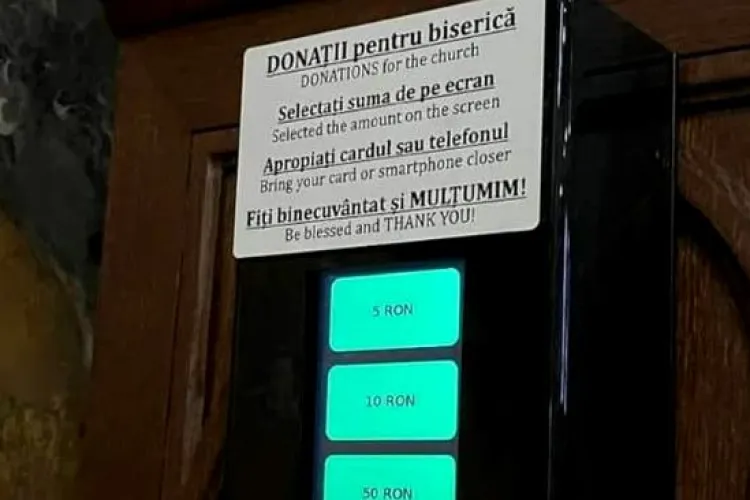 DONAȚII pentru biserică
DONATIONS for the church
Selectați suma de pe ecran
Selected the amount on the screen
Apropiați cardul sau telefonul
Bring your card or smartphone closer
Fiți binecuvântat și MULȚUMIM!
Be blessed and THANK YOU!
5 RON
10 RON
50 RON